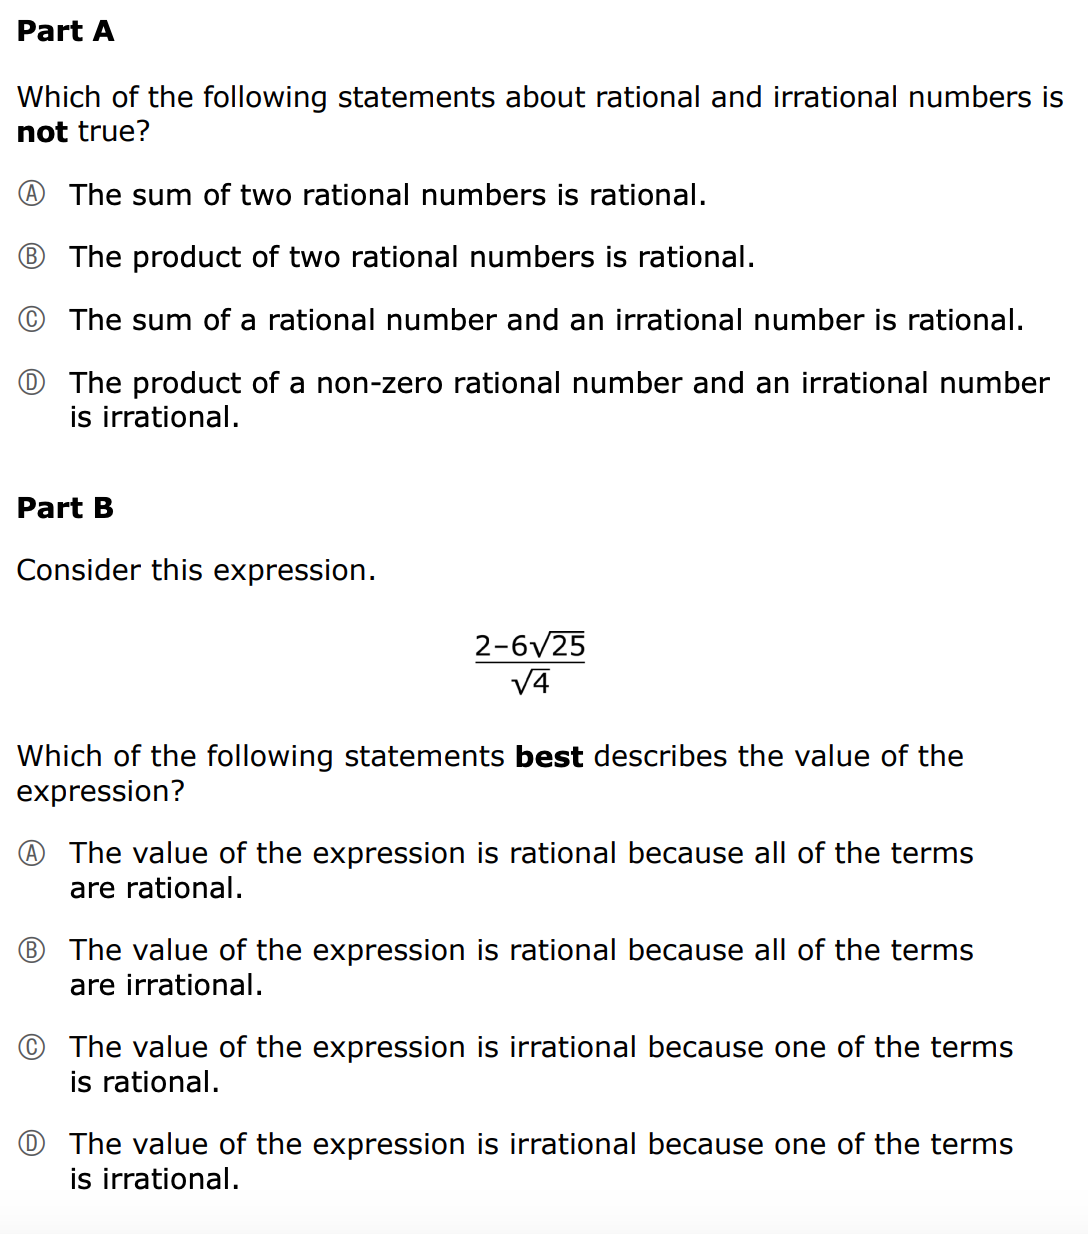 Part A
Which of the following statements about rational and irrational numbers is
not true?
Ⓐ The sum of two rational numbers is rational.
Ⓑ The product of two rational numbers is rational.
Ⓒ The sum of a rational number and an irrational number is rational.
Ⓓ The product of a non-zero rational number and an irrational number
is irrational.
Part B
Consider this expression.
2−6√25
√4
Which of the following statements best describes the value of the
expression?
Ⓐ The value of the expression is rational because all of the terms
are rational.
Ⓑ The value of the expression is rational because all of the terms
are irrational.
Ⓒ The value of the expression is irrational because one of the terms
is rational.
Ⓓ The value of the expression is irrational because one of the terms
is irrational.